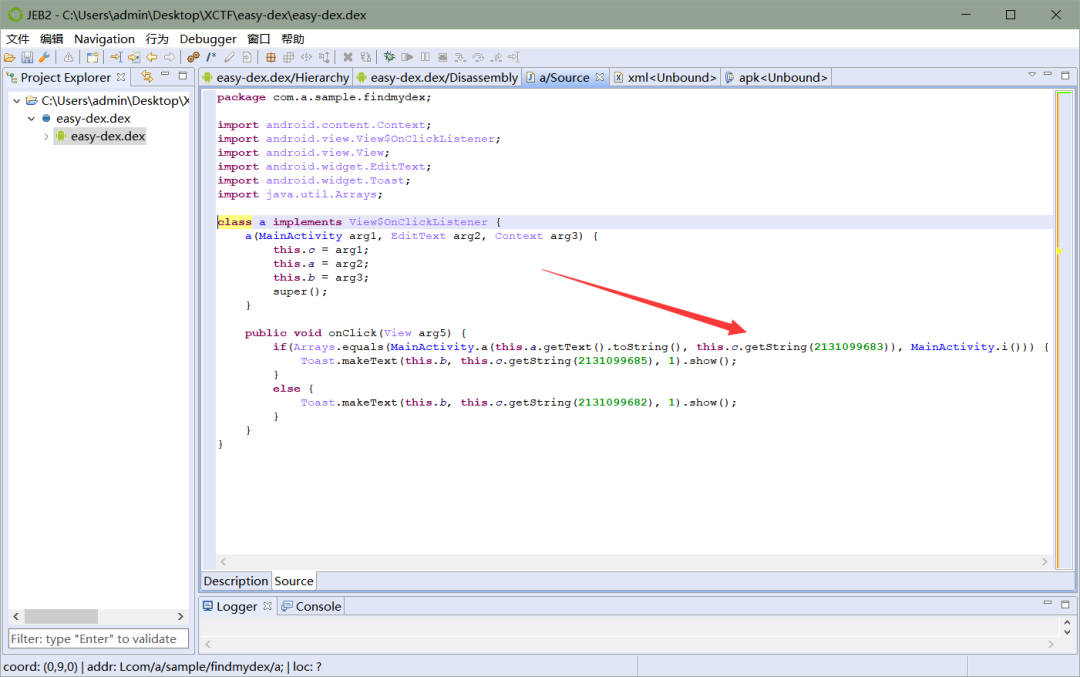 JEB2 - C:\Users\admin\Desktop\XCTF\easy-dex\easy-dex.dex
文件 编辑 Navigation 行为 Debugger 窗口 帮助
Project Explorer
easy-dex.dex/Hierarchy easy-dex.dex/Disassembly a/Source xml<Unbound> apk<Unbound>
C:\Users\admin\Desktop\X
easy-dex.dex
easy-dex.dex
package com.a.sample.findmydex;
import android.content.Context;
import android.view.View$OnClickListener;
import android.view.View;
import android.widget.EditText;
import android.widget.Toast;
import java.util.Arrays;
class a implements View$OnClickListener {
a(MainActivity arg1, EditText arg2, Context arg3) {
this.c = arg1;
this.a = arg2;
this.b = arg3;
super();
}
public void onClick(View arg5) {
if(Arrays.equals(MainActivity.a(this.a.getText().toString(), this.c.getString(2131099683)), MainActivity.i())) {
Toast.makeText(this.b, this.c.getString(2131099685), 1).show();
}
else {
Toast.makeText(this.b, this.c.getString(2131099682), 1).show();
}
}
}
Description Source
Logger Console
Filter: type "Enter" to validate
coord: (0,9,0) | addr: Lcom/a/sample/findmydex/a; | loc: ?